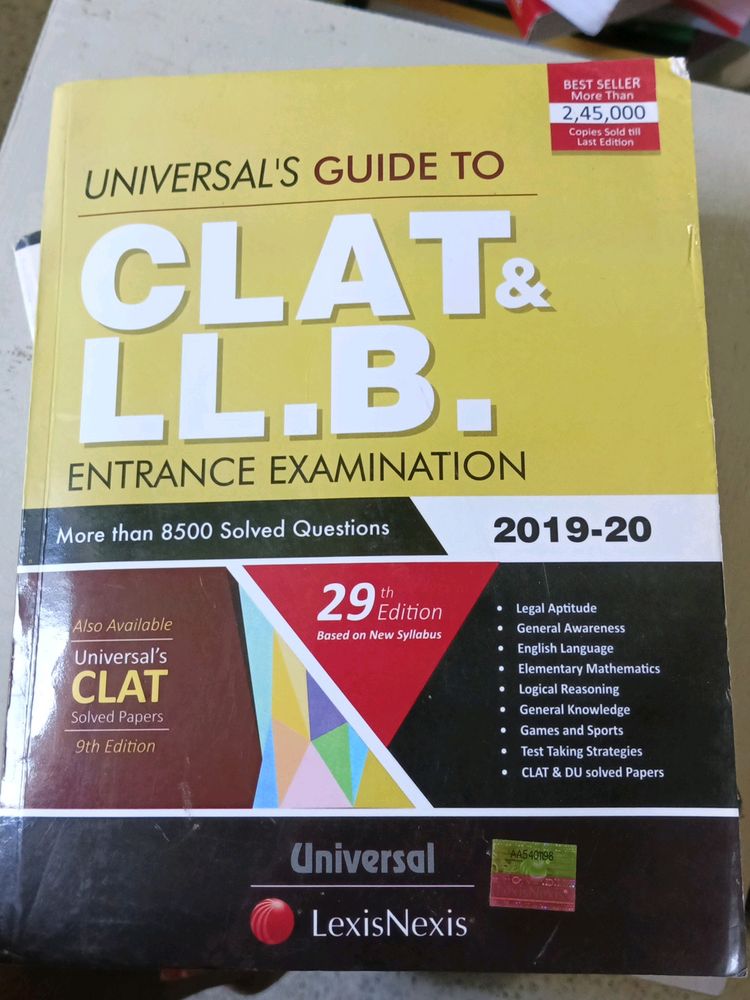 BEST SELLER
More Than
2,45,000
Copies Sold till
Last Edition
UNIVERSAL'S GUIDE TO
CLAT &
LL.B.
ENTRANCE EXAMINATION
More than 8500 Solved Questions
2019-20
Also Available
Universal's
CLAT
Solved Papers
9th Edition
29th Edition
Based on New Syllabus
• Legal Aptitude
• General Awareness
• English Language
• Elementary Mathematics
• Logical Reasoning
• General Knowledge
• Games and Sports
• Test Taking Strategies
• CLAT & DU solved Papers
Universal
LexisNexis